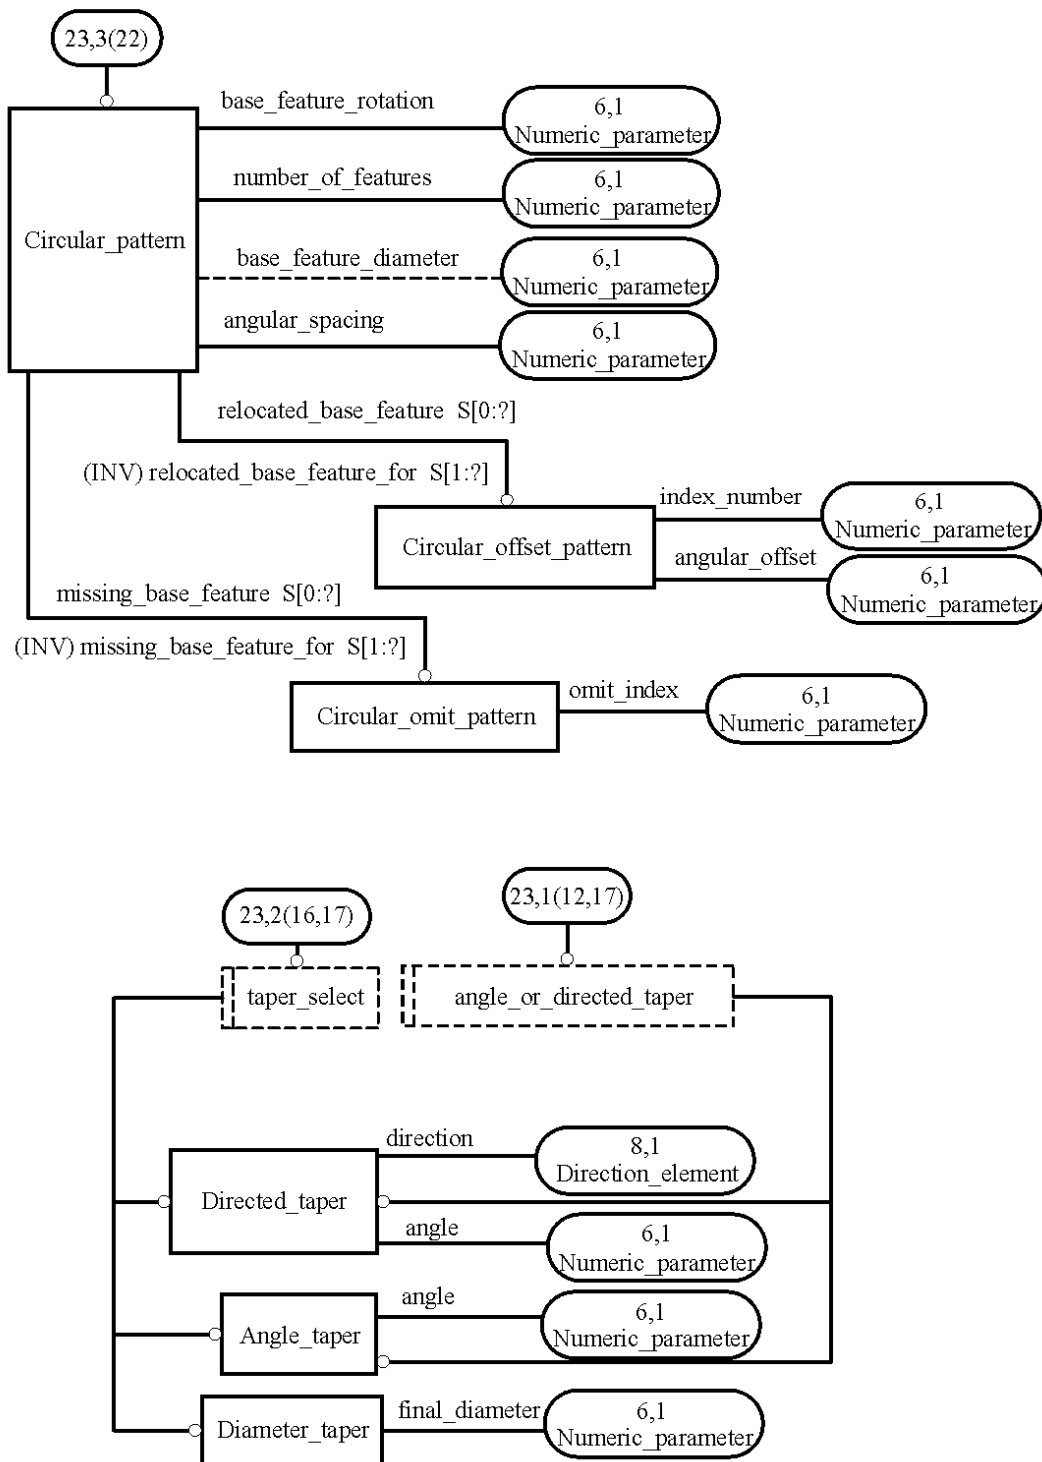 23,3(22)
base_feature_rotation
6,1
Numeric_parameter
number_of_features
6,1
Numeric_parameter
Circular_pattern
base_feature_diameter
6,1
Numeric_parameter
angular_spacing
6,1
Numeric_parameter
relocated_base_feature S[0:?]
(INV) relocated_base_feature_for S[1:?]
index_number
6,1
Numeric_parameter
Circular_offset_pattern
angular_offset
6,1
Numeric_parameter
missing_base_feature S[0:?]
(INV) missing_base_feature_for S[1:?]
omit_index
6,1
Numeric_parameter
Circular_omit_pattern
23,2(16,17)
23,1(12,17)
taper_select
angle_or_directed_taper
direction
8,1
Direction_element
Directed_taper
angle
6,1
Numeric_parameter
angle
6,1
Numeric_parameter
Angle_taper
final_diameter
6,1
Numeric_parameter
Diameter_taper